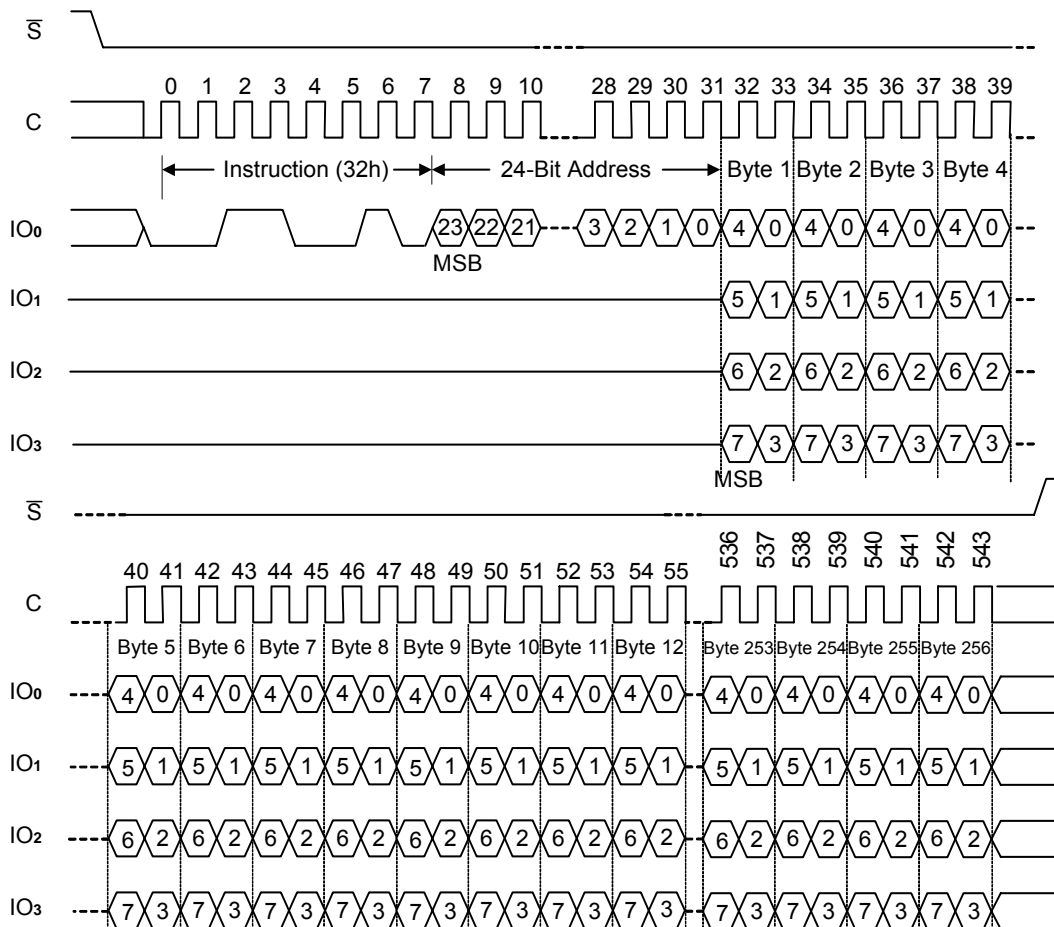 S
0 1 2 3 4 5 6 7 8 9 10 28 29 30 31 32 33 34 35 36 37 38 39
C
Instruction (32h) 24-Bit Address Byte 1 Byte 2 Byte 3 Byte 4
IO0 23 22 21 3 2 1 0 4 0 4 0 4 0 4 0
MSB
IO1 5 1 5 1 5 1 5 1
IO2 6 2 6 2 6 2 6 2
IO3 7 3 7 3 7 3 7 3
MSB
S
536 537 538 539 540 541 542 543
40 41 42 43 44 45 46 47 48 49 50 51 52 53 54 55
C
Byte 5 Byte 6 Byte 7 Byte 8 Byte 9 Byte 10 Byte 11 Byte 12 Byte 253 Byte 254 Byte 255 Byte 256
IO0 4 0 4 0 4 0 4 0 4 0 4 0 4 0 4 0 4 0 4 0 4 0 4 0
IO1 5 1 5 1 5 1 5 1 5 1 5 1 5 1 5 1 5 1 5 1 5 1 5 1
IO2 6 2 6 2 6 2 6 2 6 2 6 2 6 2 6 2 6 2 6 2 6 2 6 2
IO3 7 3 7 3 7 3 7 3 7 3 7 3 7 3 7 3 7 3 7 3 7 3 7 3